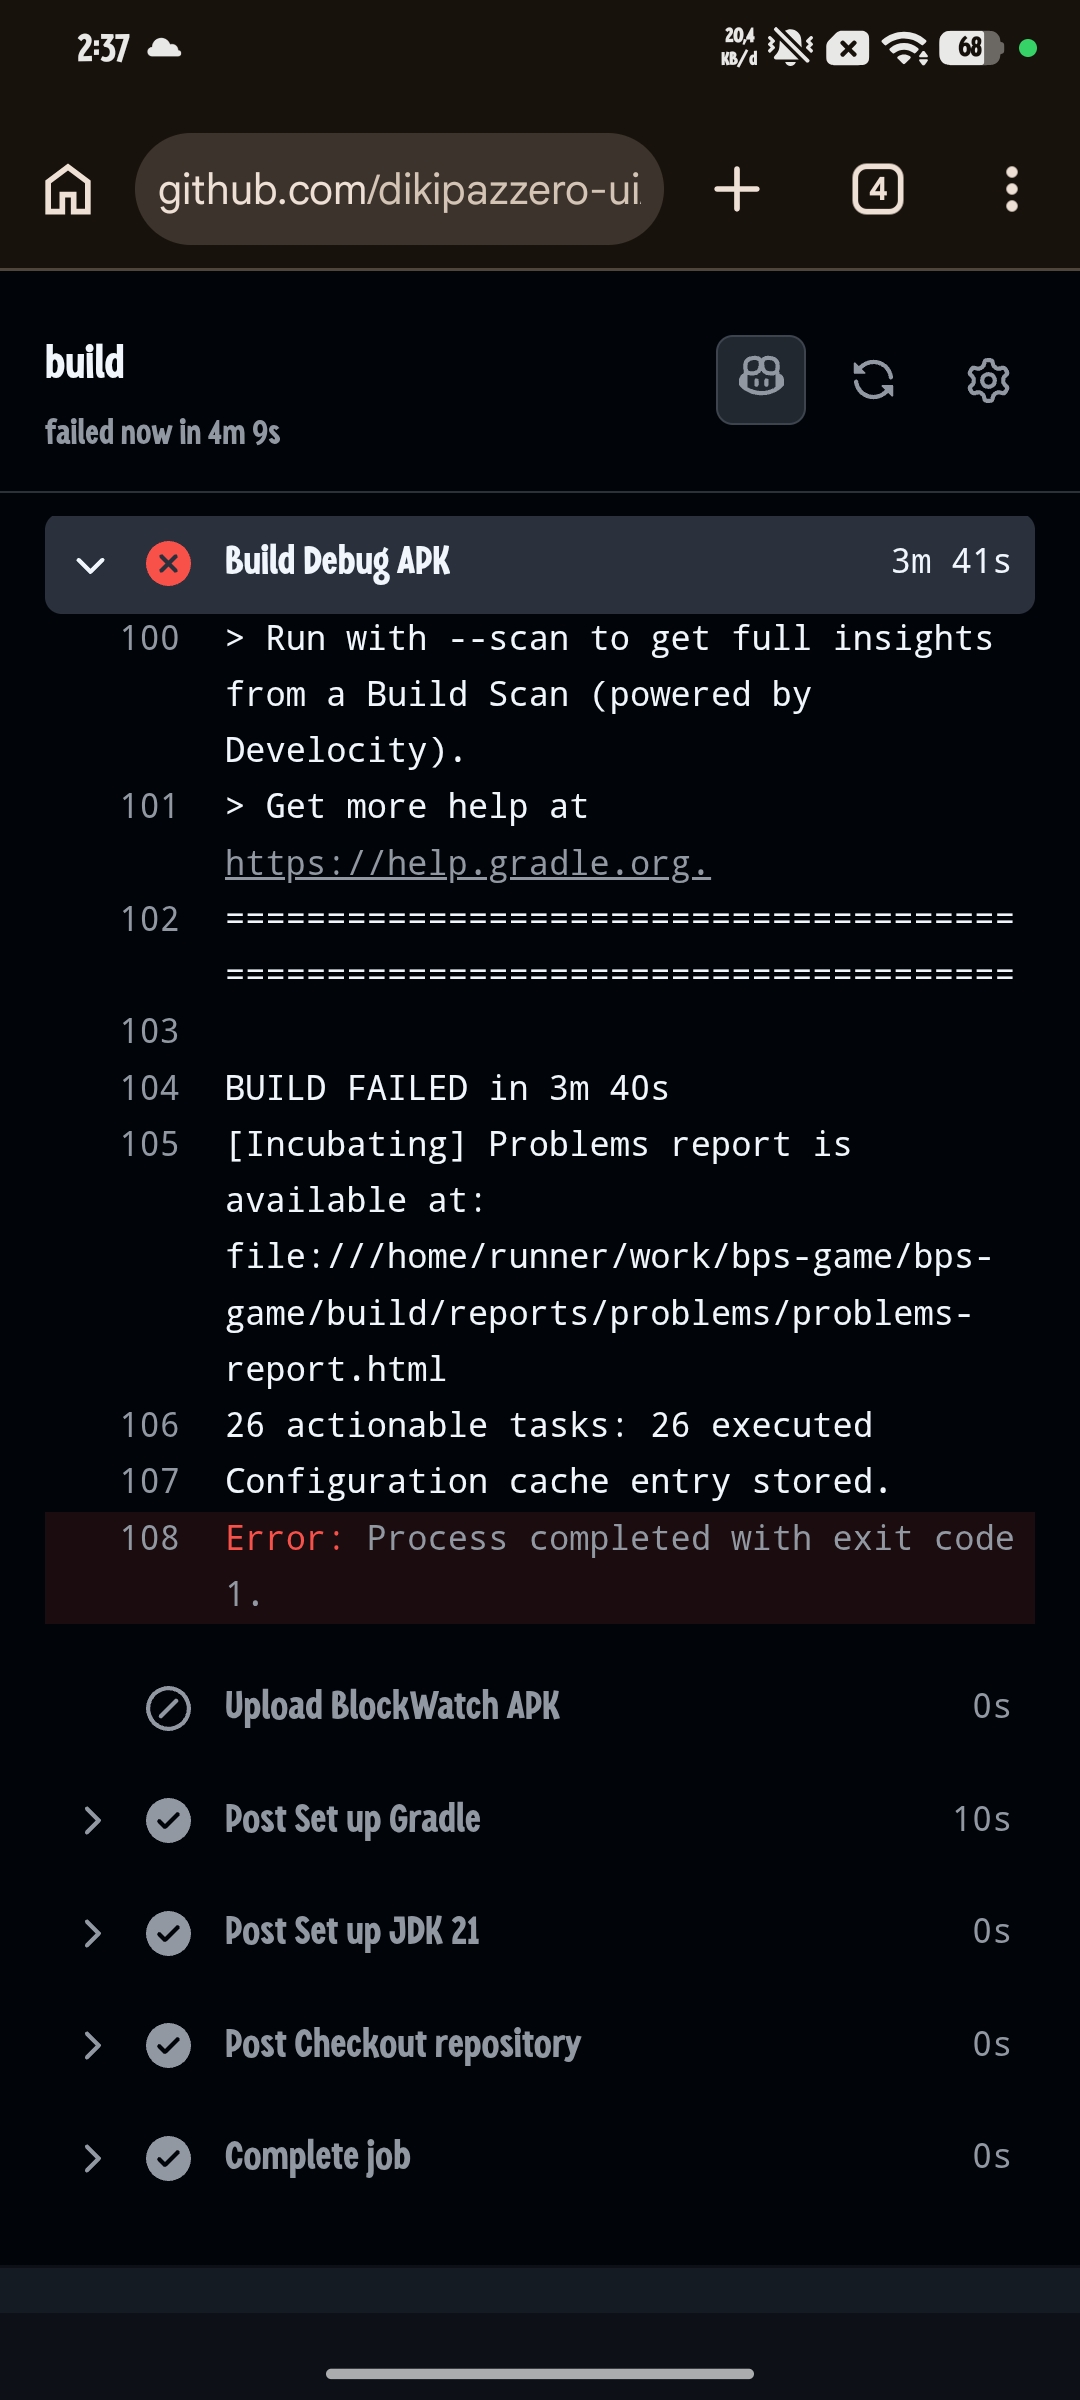 2:37
20,4
KB/d
68
github.com/dikipazzero-ui
4
build
failed now in 4m 9s
Build Debug APK 3m 41s
100 > Run with --scan to get full insights
from a Build Scan (powered by
Develocity).
101 > Get more help at
https://help.gradle.org.
102 =======================================
=======================================
103
104 BUILD FAILED in 3m 40s
105 [Incubating] Problems report is
available at:
file:///home/runner/work/bps-game/bps-
game/build/reports/problems/problems-
report.html
106 26 actionable tasks: 26 executed
107 Configuration cache entry stored.
108 Error: Process completed with exit code
1.
Upload BlockWatch APK 0s
Post Set up Gradle 10s
Post Set up JDK 21 0s
Post Checkout repository 0s
Complete job 0s